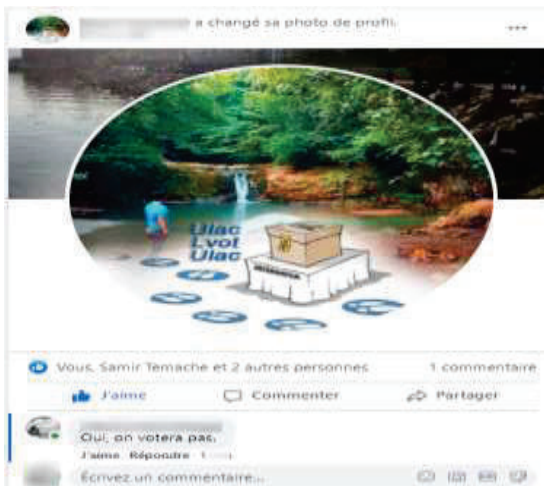 a changé sa photo de profil.
Ulac
Lvot
Ulac
Vous, Samir Temache et 2 autres personnes
1 commentaire
J'aime
Commenter
Partager
Oui, on votera pas.
J'aime Répondre 1
Écrivez un commentaire...